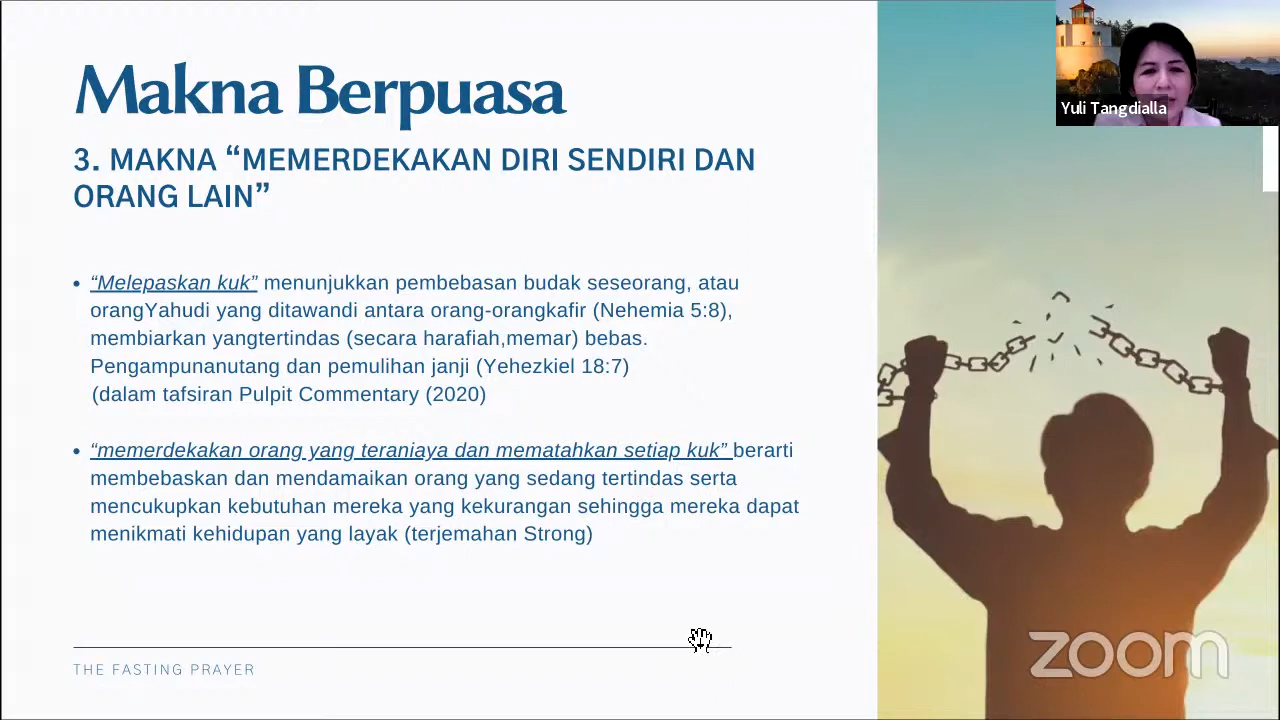 Makna Berpuasa
3. MAKNA “MEMERDEKAKAN DIRI SENDIRI DAN
ORANG LAIN”
• “Melepaskan kuk” menunjukkan pembebasan budak seseorang, atau
orangYahudi yang ditawandi antara orang-orangkafir (Nehemia 5:8),
membiarkan yangtertindas (secara harafiah,memar) bebas.
Pengampunanutang dan pemulihan janji (Yehezkiel 18:7)
(dalam tafsiran Pulpit Commentary (2020)
• “memerdekakan orang yang teraniaya dan mematahkan setiap kuk” berarti
membebaskan dan mendamaikan orang yang sedang tertindas serta
mencukupkan kebutuhan mereka yang kekurangan sehingga mereka dapat
menikmati kehidupan yang layak (terjemahan Strong)
THE FASTING PRAYER
Yuli Tangdialla
zoom